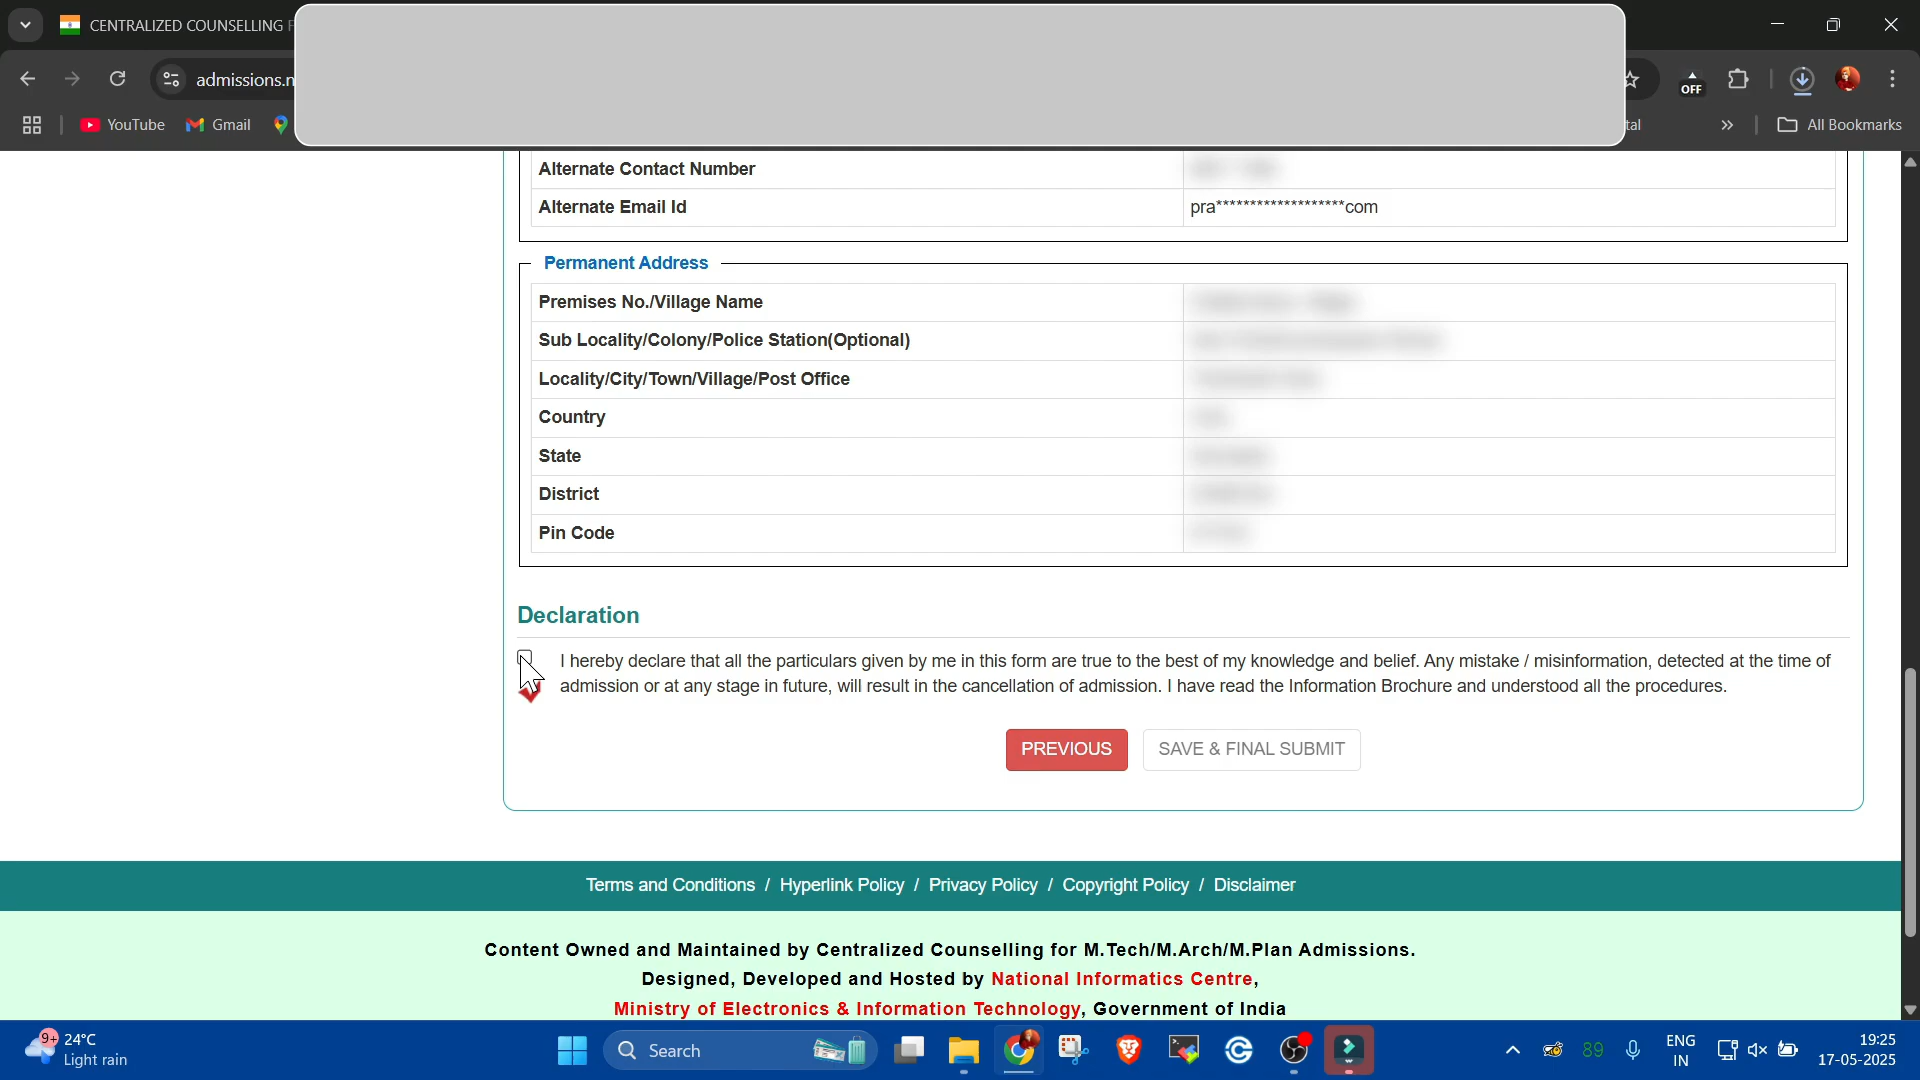 CENTRALIZED COUNSELLING
admissions.n
OFF
YouTube
Gmail
tal
All Bookmarks
Alternate Contact Number
Alternate Email Id
pra*******************com
Permanent Address
Premises No./Village Name
Sub Locality/Colony/Police Station(Optional)
Locality/City/Town/Village/Post Office
Country
State
District
Pin Code
Declaration
I hereby declare that all the particulars given by me in this form are true to the best of my knowledge and belief. Any mistake / misinformation, detected at the time of
admission or at any stage in future, will result in the cancellation of admission. I have read the Information Brochure and understood all the procedures.
PREVIOUS
SAVE & FINAL SUBMIT
Terms and Conditions / Hyperlink Policy / Privacy Policy / Copyright Policy / Disclaimer
Content Owned and Maintained by Centralized Counselling for M.Tech/M.Arch/M.Plan Admissions.
Designed, Developed and Hosted by National Informatics Centre,
Ministry of Electronics & Information Technology, Government of India
9+
24°C
Light rain
Search
89
ENG
IN
19:25
17-05-2025